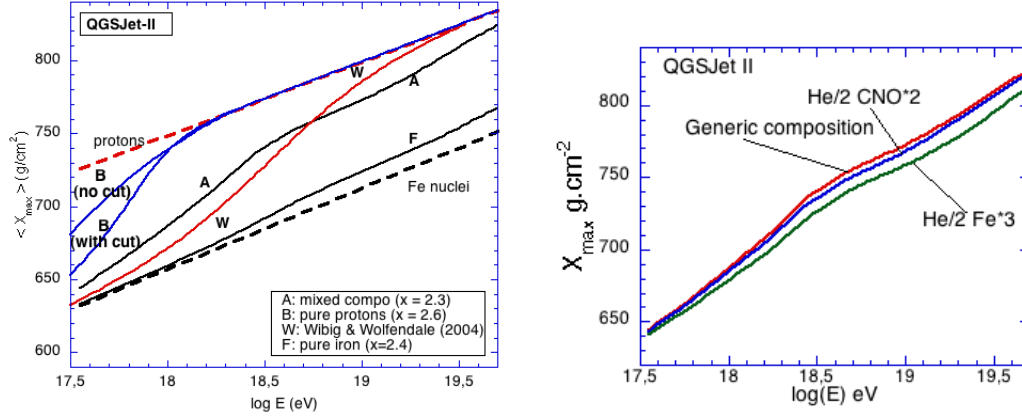 QGSJet-II
800
750
700
650
600
< X max > (g/cm²)
protons
B
(no cut)
B
(with cut)
A
W
W
A
F
Fe nuclei
A: mixed compo (x = 2.3)
B: pure protons (x = 2.6)
W: Wibig & Wolfendale (2004)
F: pure iron (x=2.4)
17,5 18 18,5 19 19,5
log E (eV)
QGSJet II
800
750
700
650
X max g.cm-2
He/2 CNO*2
Generic composition
He/2 Fe*3
17,5 18 18,5 19 19,5
log(E) eV